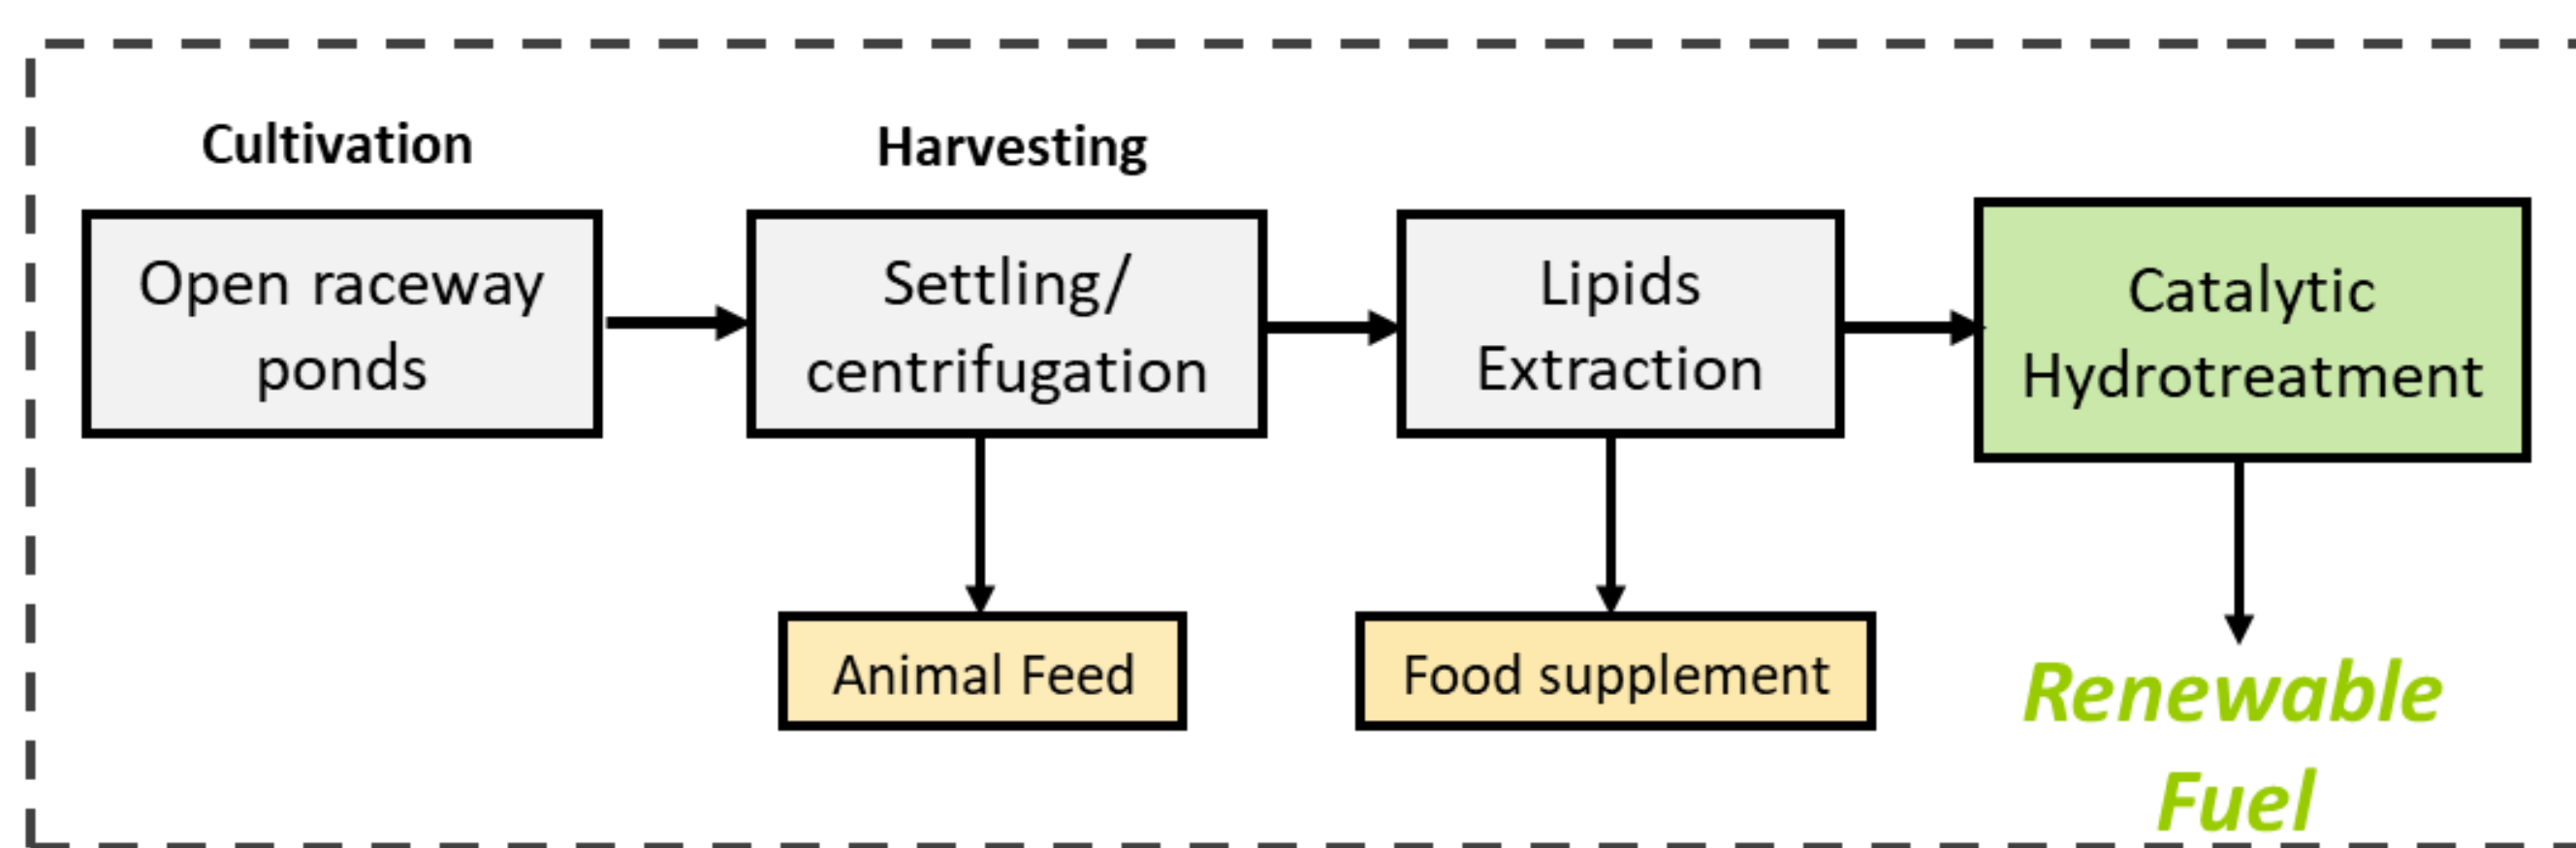 Cultivation
Harvesting
Open raceway
ponds
Settling/
centrifugation
Lipids
Extraction
Catalytic
Hydrotreatment
Animal Feed
Food supplement
Renewable
Fuel